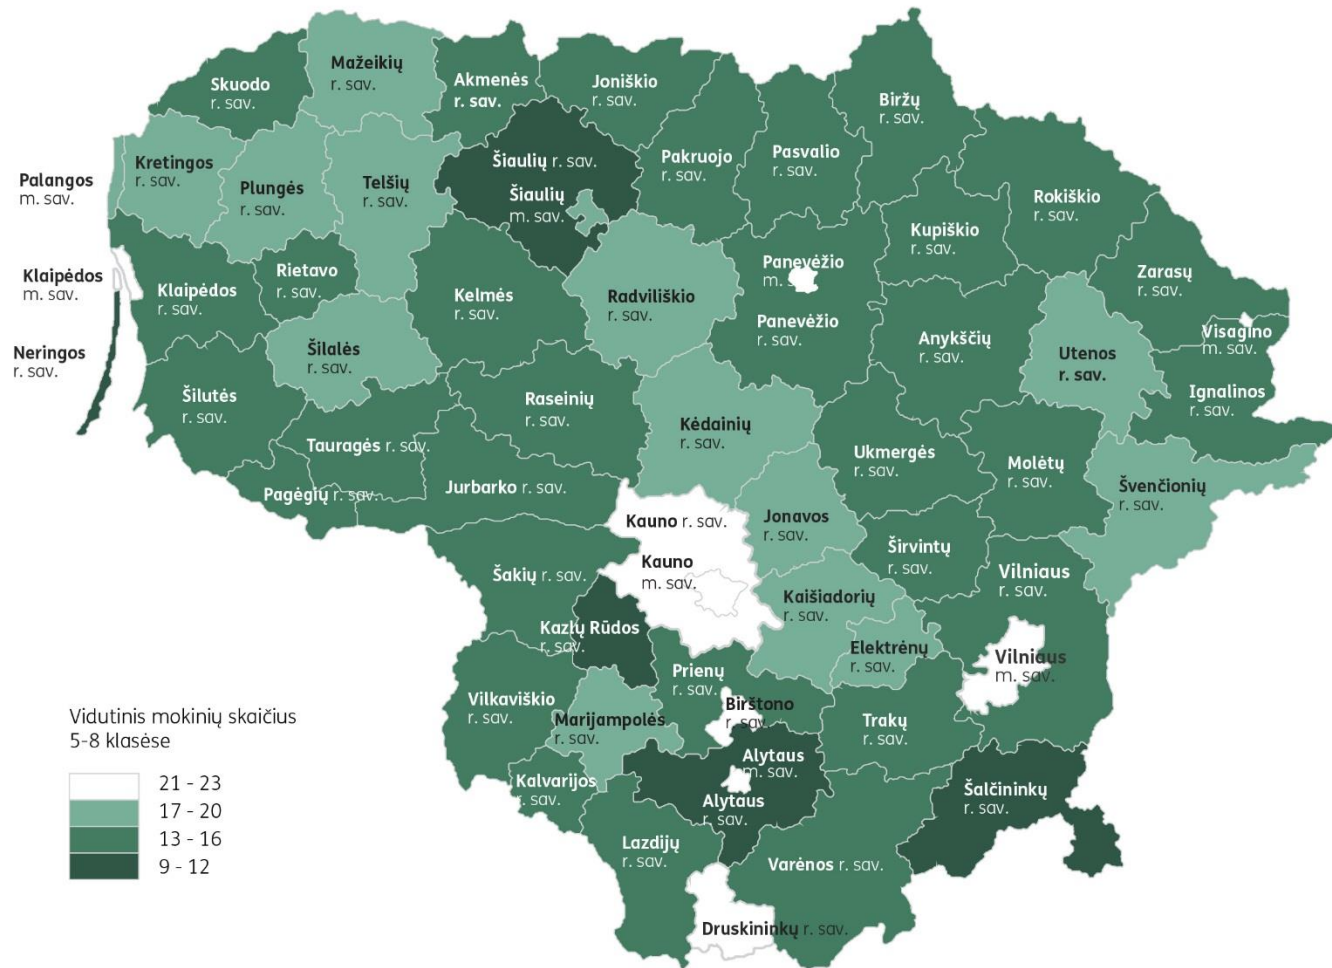 Mažeikių
r. sav.
Skuodo
r. sav.
Akmenės
r. sav.
Joniškio
r. sav.
Biržų
r. sav.
Kretingos
r. sav.
Plungės
r. sav.
Telšių
r. sav.
Šiaulių r. sav.
Šiaulių
m. sav.
Pakruojo
r. sav.
Pasvalio
r. sav.
Rokiškio
r. sav.
Palangos
m. sav.
Kupiškio
r. sav.
Klaipėdos
m. sav.
Klaipėdos
r. sav.
Rietavo
r. sav.
Kelmės
r. sav.
Radviliškio
r. sav.
Panevėžio
m. sav.
Panevėžio
r. sav.
Zarasų
r. sav.
Visagino
m. sav.
Neringos
r. sav.
Šilalės
r. sav.
Anykščių
r. sav.
Utenos
r. sav.
Ignalinos
r. sav.
Šilutės
r. sav.
Raseinių
r. sav.
Kėdainių
r. sav.
Tauragės r. sav.
Ukmergės
r. sav.
Molėtų
r. sav.
Švenčionių
r. sav.
Pagėgių r. sav.
Jurbarko r. sav.
Kauno r. sav.
Kauno
m. sav.
Jonavos
r. sav.
Širvintų
r. sav.
Vilniaus
r. sav.
Šakių r. sav.
Kaišiadorių
r. sav.
Kazlų Rūdos
r. sav.
Elektrėnų
r. sav.
Vilniaus
m. sav.
Prienų
r. sav.
Vilkaviškio
r. sav.
Marijampolės
r. sav.
Birštono
r. sav.
Trakų
r. sav.
Alytaus
m. sav.
Alytaus
r. sav.
Kalvarijos
r. sav.
Šalčininkų
r. sav.
Lazdijų
r. sav.
Varėnos r. sav.
Druskininkų r. sav.
Vidutinis mokinių skaičius
5-8 klasėse
21 - 23
17 - 20
13 - 16
9 - 12